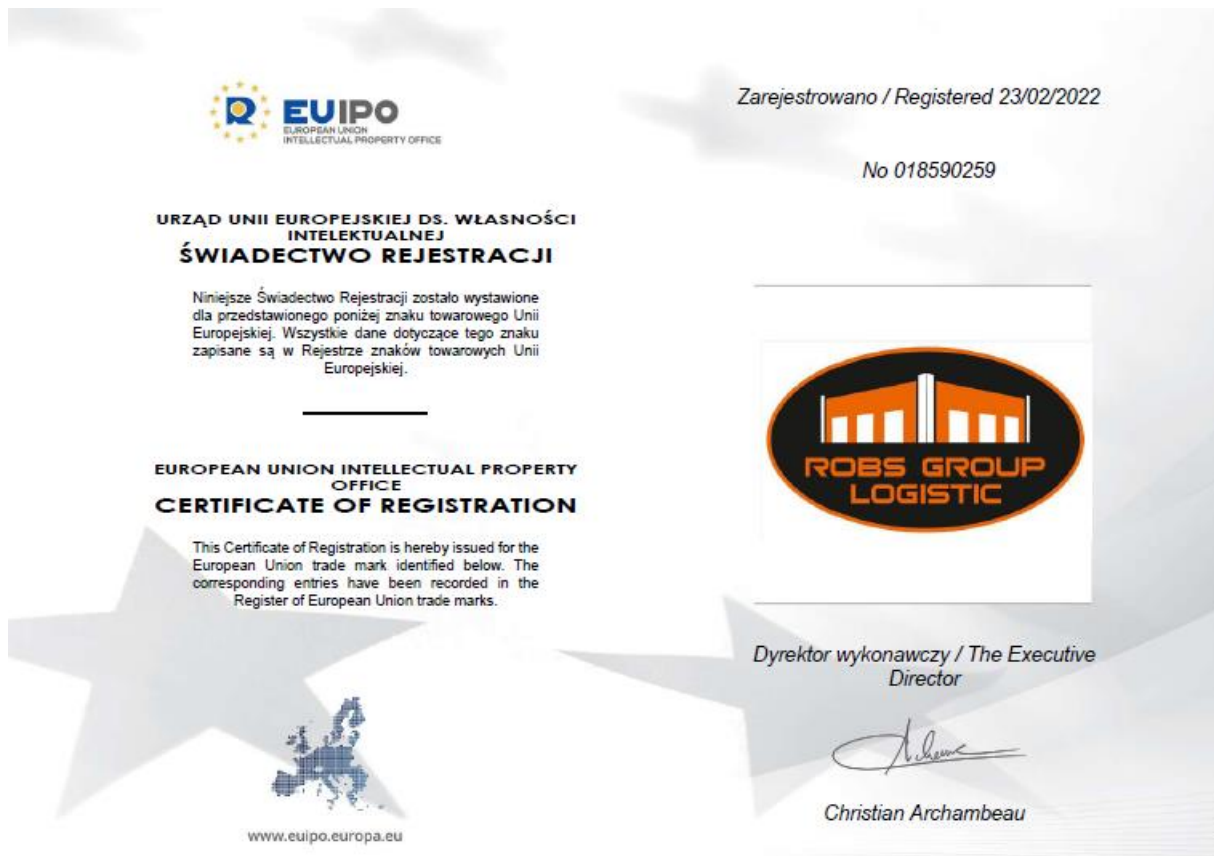 EUIPO
EUROPEAN UNION
INTELLECTUAL PROPERTY OFFICE
URZĄD UNII EUROPEJSKIEJ DS. WŁASNOŚCI
INTELEKTUALNEJ
ŚWIADECTWO REJESTRACJI
Niniejsze Świadectwo Rejestracji zostało wystawione
dla przedstawionego poniżej znaku towarowego Unii
Europejskiej. Wszystkie dane dotyczące tego znaku
zapisane są w Rejestrze znaków towarowych Unii
Europejskiej.
EUROPEAN UNION INTELLECTUAL PROPERTY
OFFICE
CERTIFICATE OF REGISTRATION
This Certificate of Registration is hereby issued for the
European Union trade mark identified below. The
corresponding entries have been recorded in the
Register of European Union trade marks.
www.euipo.europa.eu
Zarejestrowano / Registered 23/02/2022
No 018590259
ROBS GROUP
LOGISTIC
Dyrektor wykonawczy / The Executive
Director
Christian Archambeau